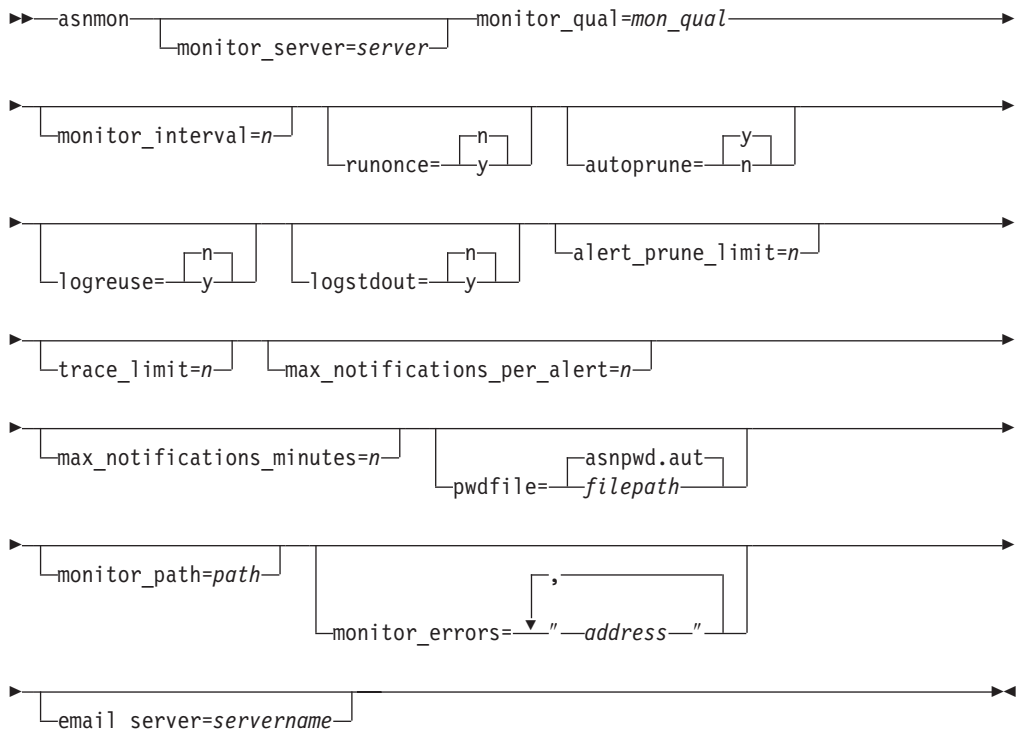 asnmon monitor_server=server monitor_qual=mon_qual
monitor_interval=n runonce= n y autoprune= y n
logreuse= n y logstdout= n y alert_prune_limit=n
trace_limit=n max_notifications_per_alert=n
max_notifications_minutes=n pwdfile= asnpwd.aut filepath
monitor_path=path monitor_errors= , " address "
email server=servername